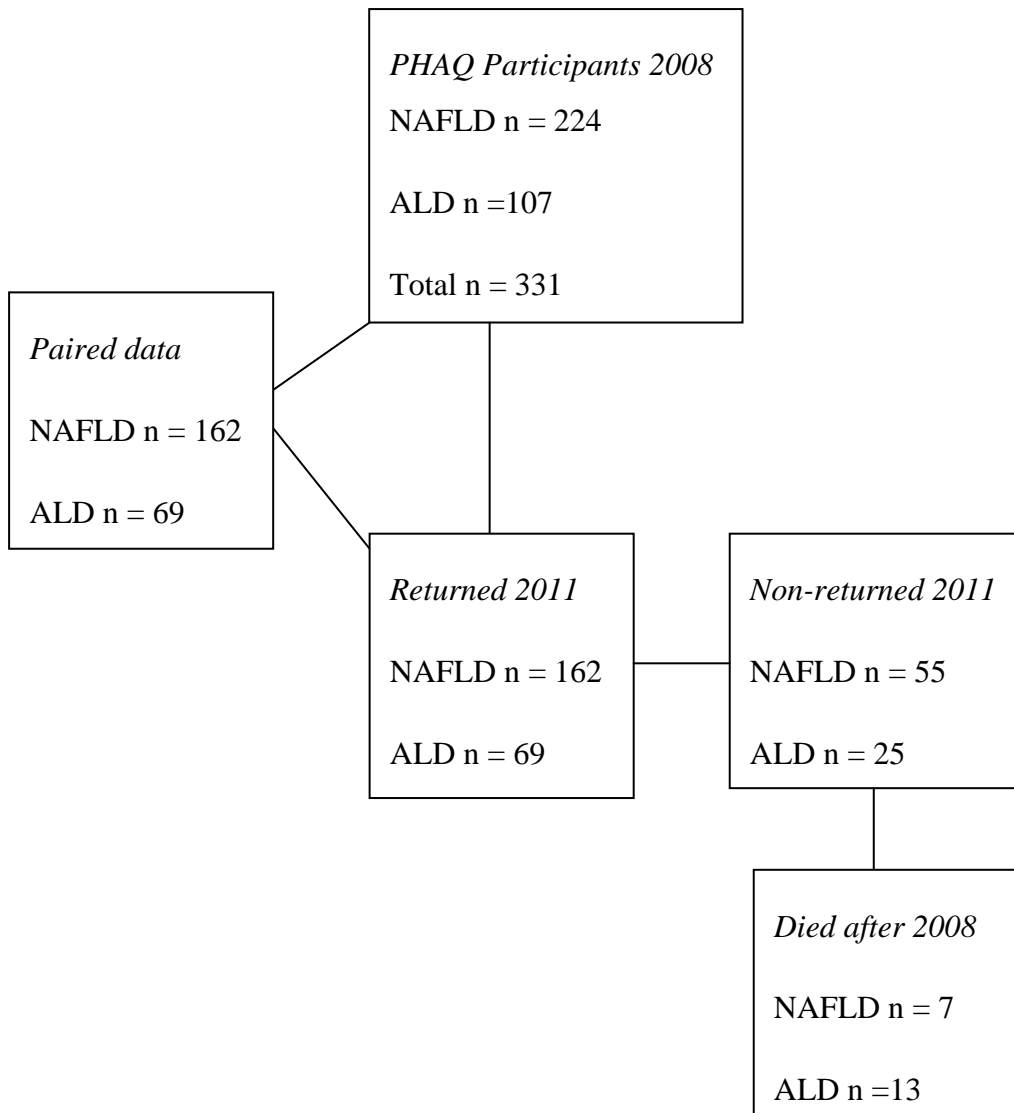 PHAQ Participants 2008
NAFLD n = 224
ALD n =107
Total n = 331
Paired data
NAFLD n = 162
ALD n = 69
Returned 2011
NAFLD n = 162
ALD n = 69
Non-returned 2011
NAFLD n = 55
ALD n = 25
Died after 2008
NAFLD n = 7
ALD n =13